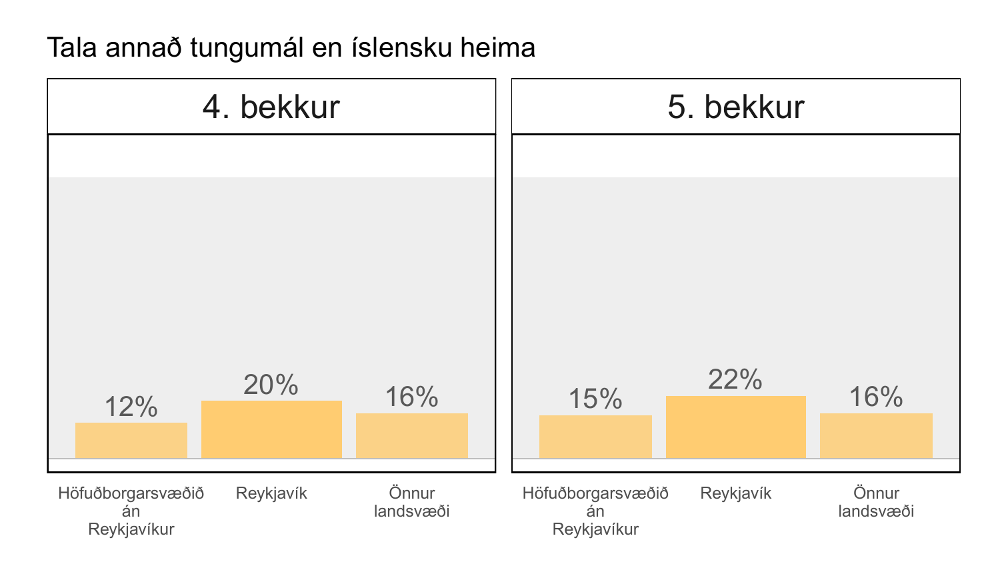 Tala annað tungumál en íslensku heima
4. bekkur
12%
20%
16%
Höfuðborgarsvæðið
án
Reykjavíkur
Reykjavík
Önnur
landsvæði
5. bekkur
15%
22%
16%
Höfuðborgarsvæðið
án
Reykjavíkur
Reykjavík
Önnur
landsvæði